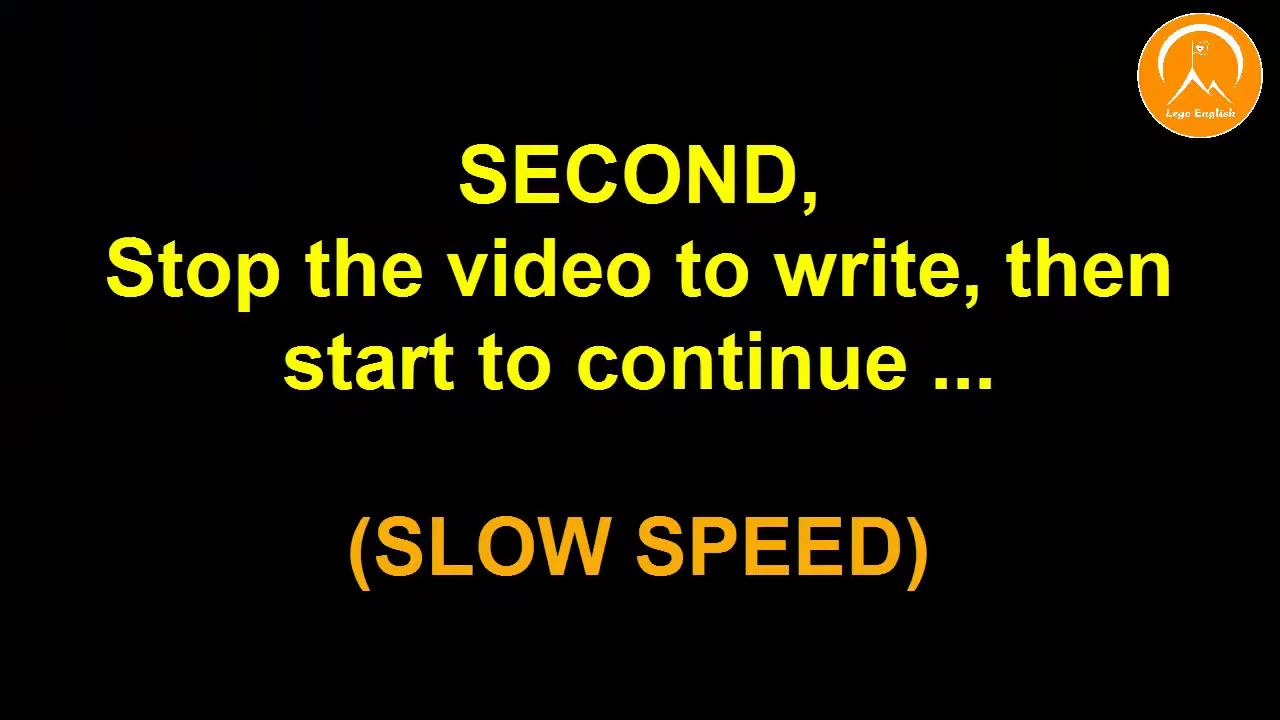 Lego English
SECOND,
Stop the video to write, then
start to continue ...
(SLOW SPEED)